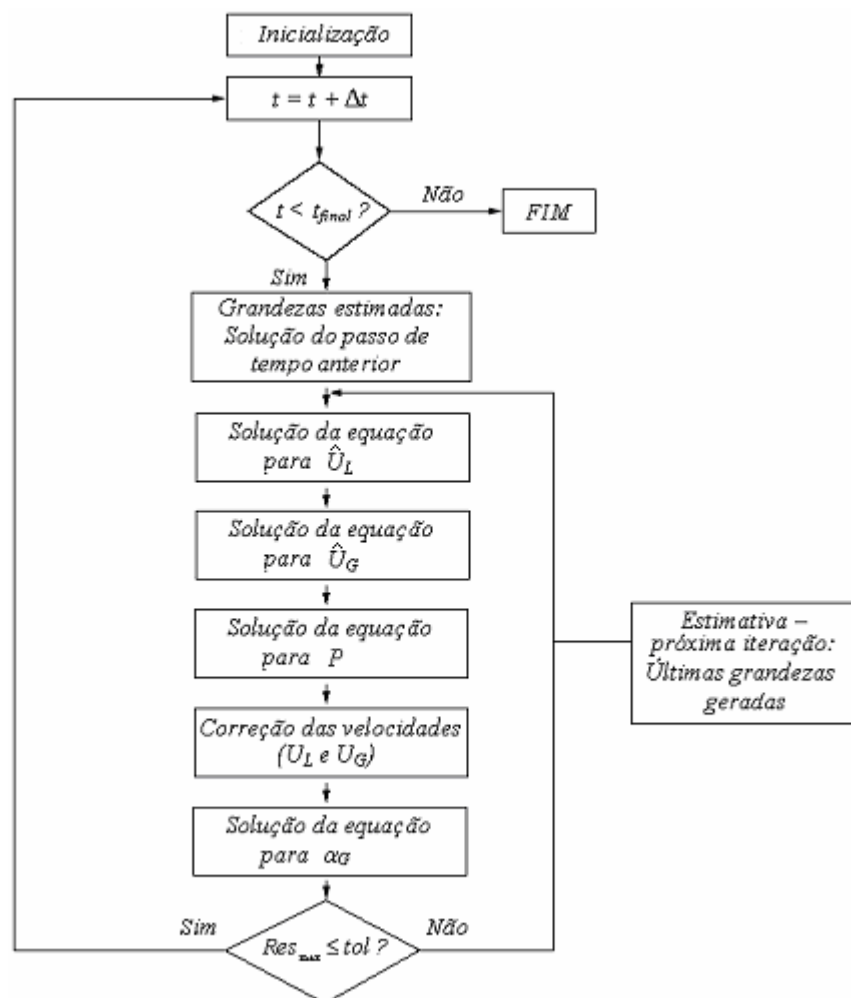 Inicialização
t = t + Δt
t < t_final ?
Não
FIM
Sim
Grandezas estimadas:
Solução do passo de
tempo anterior
Solução da equação
para Û_L
Solução da equação
para Û_G
Solução da equação
para P
Correção das velocidades
(U_L e U_G)
Solução da equação
para α_G
Sim
Res_max ≤ tol ?
Não
Estimativa –
próxima iteração:
Últimas grandezas
geradas